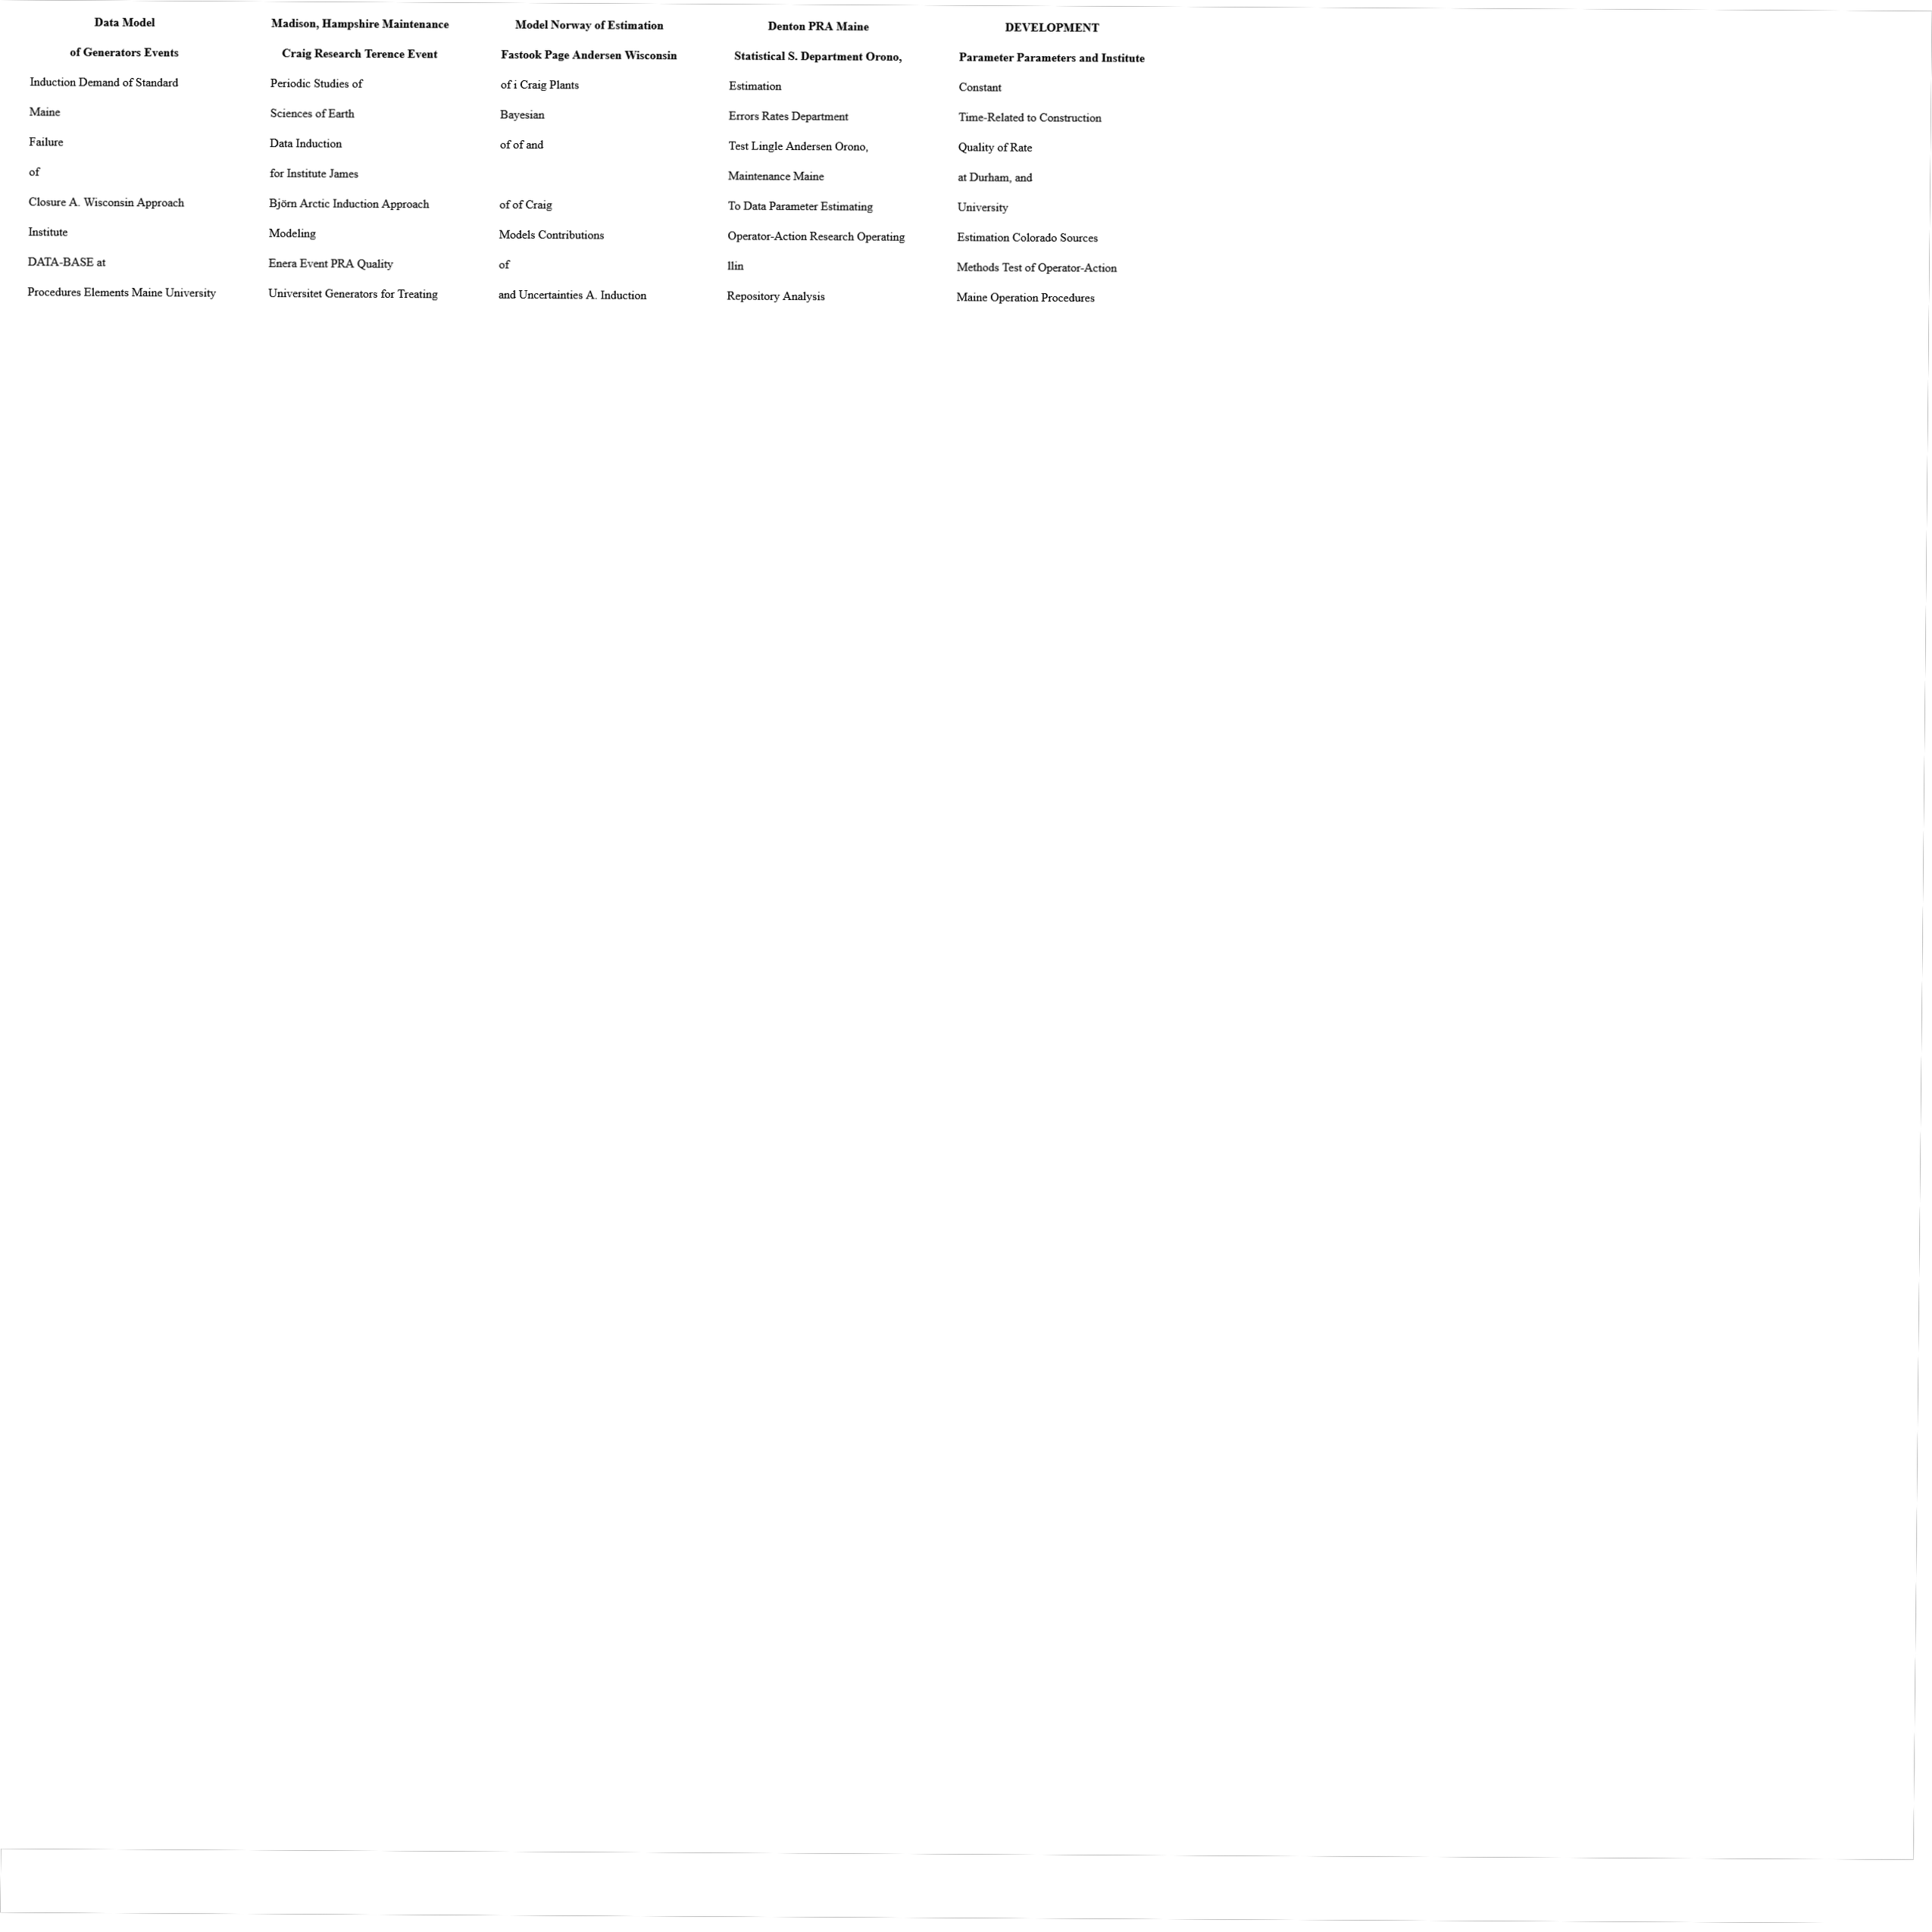 Data Model Madison, Hampshire Maintenance Model Norway of Estimation Denton PRA Maine DEVELOPMENT
of Generators Events Craig Research Terence Event Fastook Page Andersen Wisconsin Statistical S. Department Orono, Parameter Parameters and Institute
Induction Demand of Standard Periodic Studies of of i Craig Plants Estimation Constant
Maine Sciences of Earth Bayesian Errors Rates Department Time-Related to Construction
Failure Data Induction of of and Test Lingle Andersen Orono, Quality of Rate
of for Institute James Maintenance Maine at Durham, and
Closure A. Wisconsin Approach Björn Arctic Induction Approach of of Craig To Data Parameter Estimating University
Institute Modeling Models Contributions Operator-Action Research Operating Estimation Colorado Sources
DATA-BASE at Enera Event PRA Quality of llin Methods Test of Operator-Action
Procedures Elements Maine University Universitet Generators for Treating and Uncertainties A. Induction Repository Analysis Maine Operation Procedures